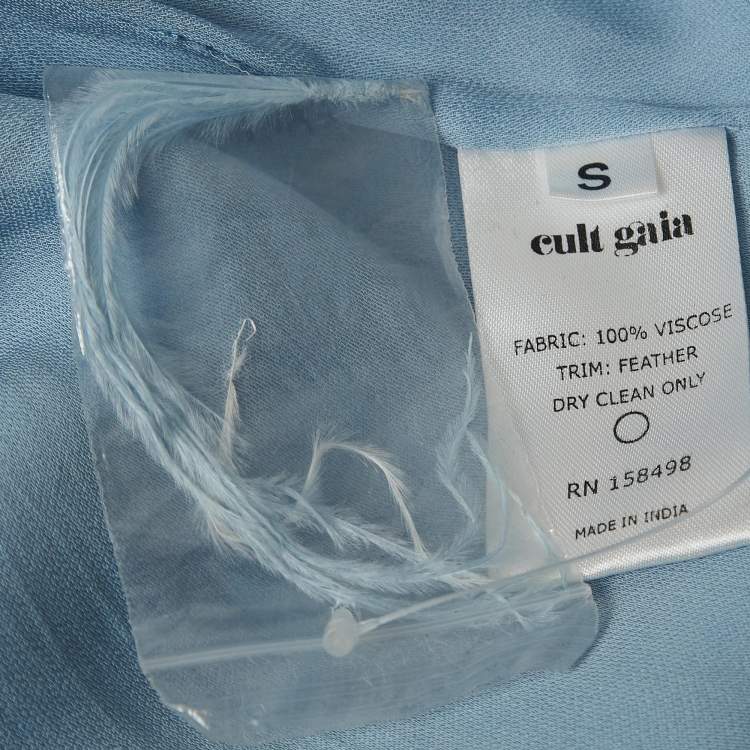 S
cult gaia
FABRIC: 100% VISCOSE
TRIM: FEATHER
DRY CLEAN ONLY
RN 158498
MADE IN INDIA